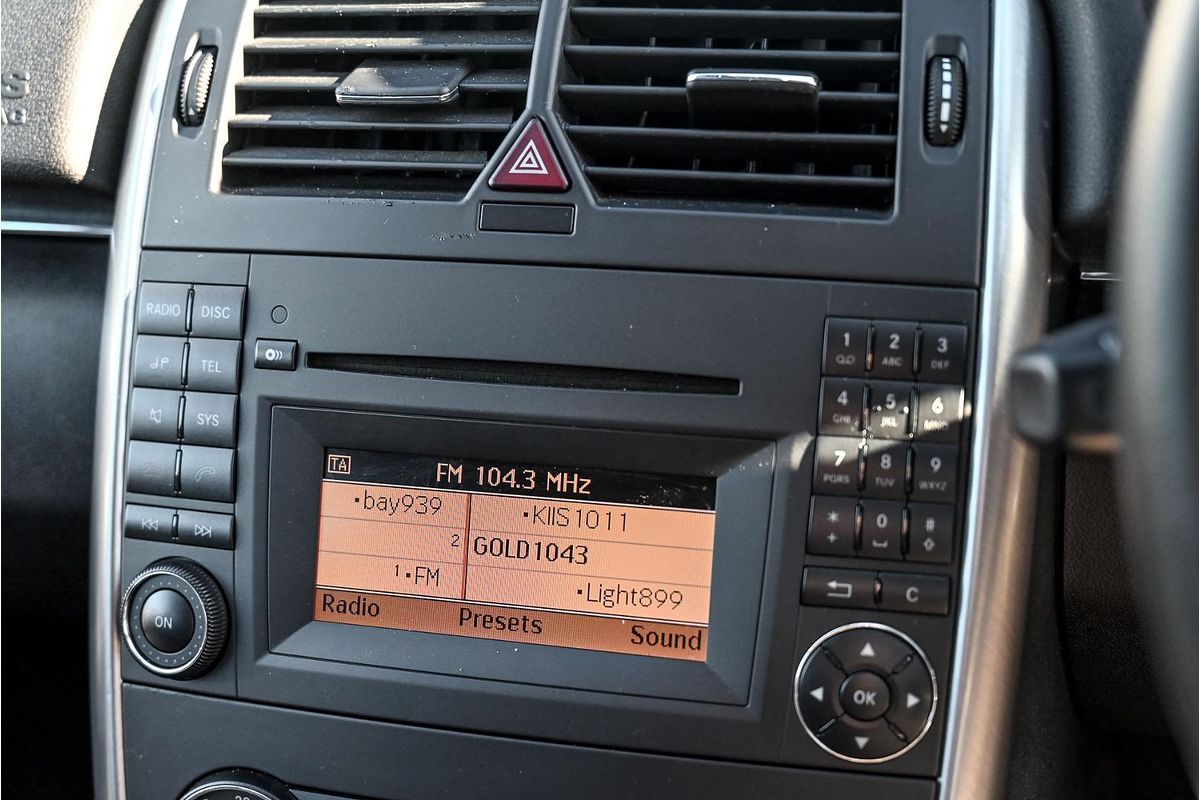 RADIO DISC
TEL
SYS
ON
TA
FM 104.3 MHz
•bay939
•KIIS1011
2 GOLD1043
1 •FM
•Light899
Radio Presets Sound
1 2 3
ABC DEF
4 5 6
GHI JKL MNO
7 8 9
PQRS TUV WXYZ
* 0 #
+
C
OK